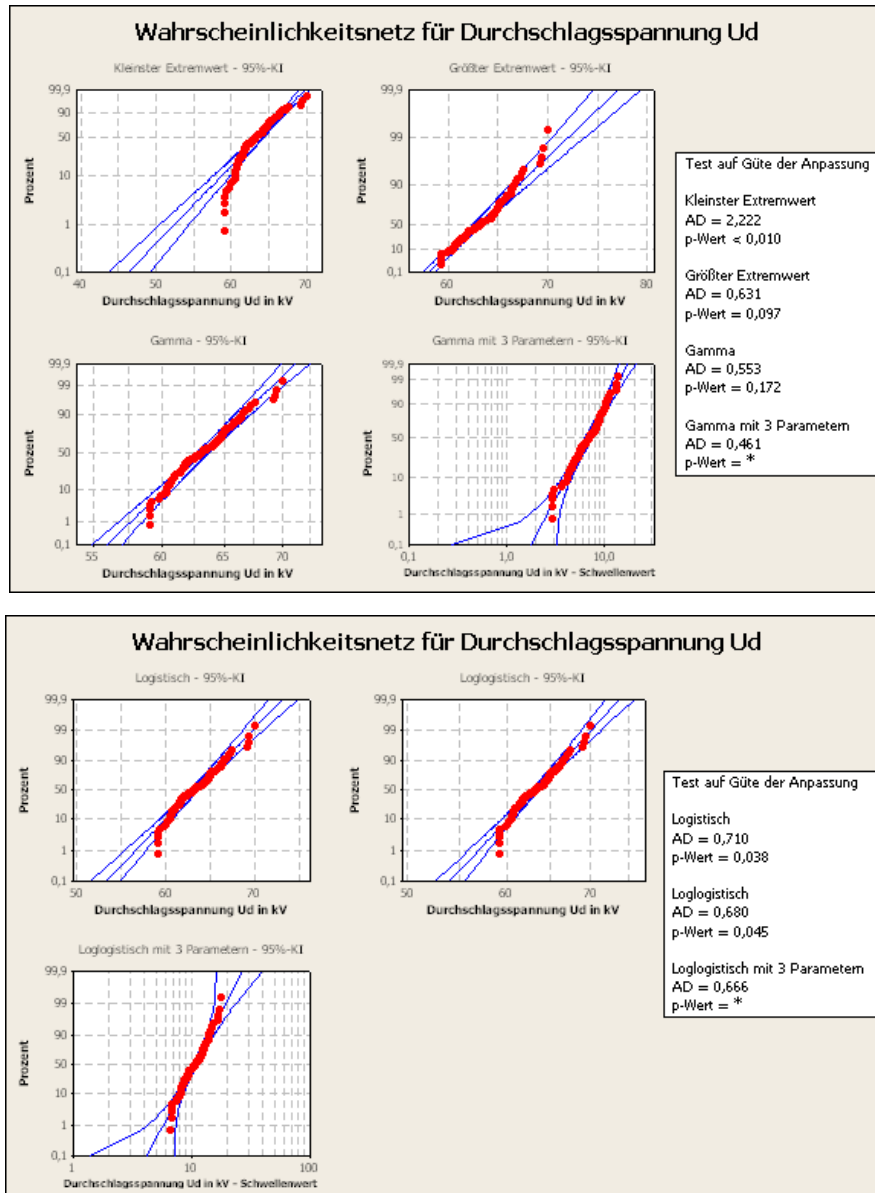 Wahrscheinlichkeitsnetz für Durchschlagsspannung Ud
Kleinster Extremwert - 95%-KI
Größter Extremwert - 95%-KI
99,9
90
50
10
1
0,1
Prozent
40 50 60 70
Durchschlagsspannung Ud in kV
99,9
99
90
50
10
0,1
Prozent
60 70 80
Durchschlagsspannung Ud in kV
Gamma - 95%-KI
Gamma mit 3 Parametern - 95%-KI
99,9
99
90
50
10
1
0,1
Prozent
55 60 65 70
Durchschlagsspannung Ud in kV
99,9
99
90
50
10
1
0,1
Prozent
0,1 1,0 10,0
Durchschlagsspannung Ud in kV - Schwellenwert
Test auf Güte der Anpassung
Kleinster Extremwert
AD = 2,222
p-Wert < 0,010
Größter Extremwert
AD = 0,631
p-Wert = 0,097
Gamma
AD = 0,553
p-Wert = 0,172
Gamma mit 3 Parametern
AD = 0,461
p-Wert = *
Wahrscheinlichkeitsnetz für Durchschlagsspannung Ud
Logistisch - 95%-KI
Loglogistisch - 95%-KI
99,9
99
90
50
10
1
0,1
Prozent
50 60 70
Durchschlagsspannung Ud in kV
99,9
99
90
50
10
1
0,1
Prozent
50 60 70
Durchschlagsspannung Ud in kV
Loglogistisch mit 3 Parametern - 95%-KI
99,9
99
90
50
10
1
0,1
Prozent
1 10 100
Durchschlagsspannung Ud in kV - Schwellenwert
Test auf Güte der Anpassung
Logistisch
AD = 0,710
p-Wert = 0,038
Loglogistisch
AD = 0,680
p-Wert = 0,045
Loglogistisch mit 3 Parametern
AD = 0,666
p-Wert = *